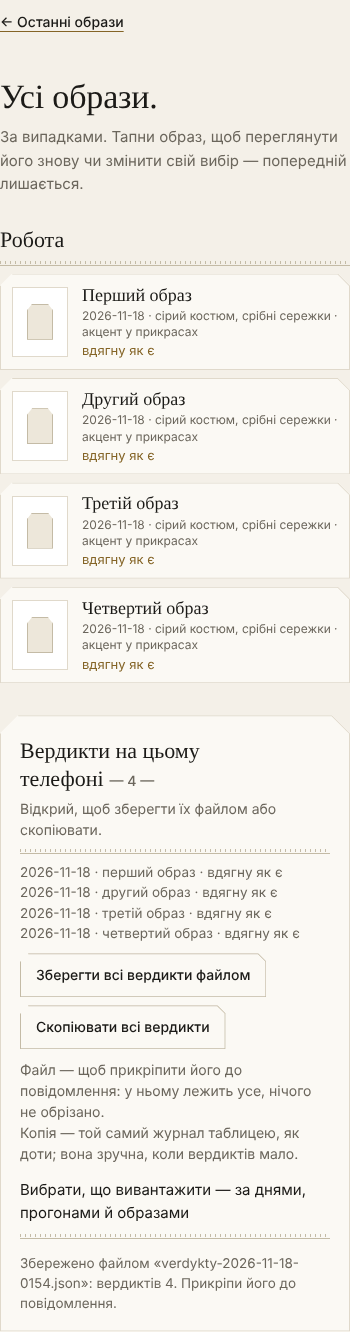 ← Останні образи
Усі образи.
За випадками. Тапни образ, щоб переглянути
його знову чи змінити свій вибір — попередній
лишається.
Робота
Перший образ
2026-11-18 · сірий костюм, срібні сережки ·
акцент у прикрасах
вдягну як є
Другий образ
2026-11-18 · сірий костюм, срібні сережки ·
акцент у прикрасах
вдягну як є
Третій образ
2026-11-18 · сірий костюм, срібні сережки ·
акцент у прикрасах
вдягну як є
Четвертий образ
2026-11-18 · сірий костюм, срібні сережки ·
акцент у прикрасах
вдягну як є
Вердикти на цьому
телефоні — 4 —
Відкрий, щоб зберегти їх файлом або
скопіювати.
2026-11-18 · перший образ · вдягну як є
2026-11-18 · другий образ · вдягну як є
2026-11-18 · третій образ · вдягну як є
2026-11-18 · четвертий образ · вдягну як є
Зберегти всі вердикти файлом
Скопіювати всі вердикти
Файл — щоб прикріпити його до
повідомлення: у ньому лежить усе, нічого
не обрізано.
Копія — той самий журнал таблицею, як
доти; вона зручна, коли вердиктів мало.
Вибрати, що вивантажити — за днями,
прогонами й образами
Збережено файлом «verdykty-2026-11-18-
0154.json»: вердиктів 4. Прикріпи його до
повідомлення.